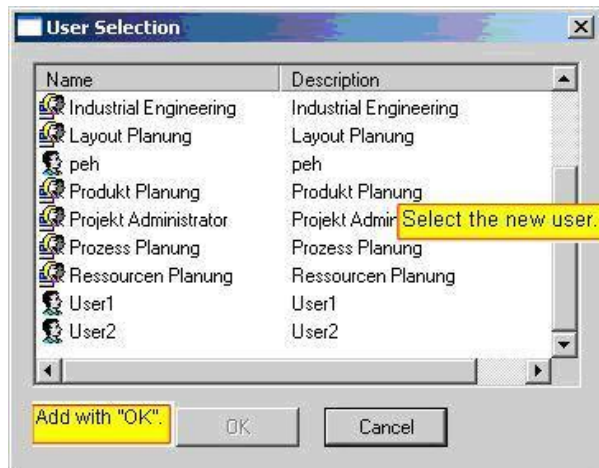 User Selection
Name Description
Industrial Engineering Industrial Engineering
Layout Planung Layout Planung
peh peh
Produkt Planung Produkt Planung
Projekt Administrator Projekt Admin Select the new user.
Prozess Planung Prozess Planung
Ressourcen Planung Ressourcen Planung
User1 User1
User2 User2
Add with "OK". OK Cancel